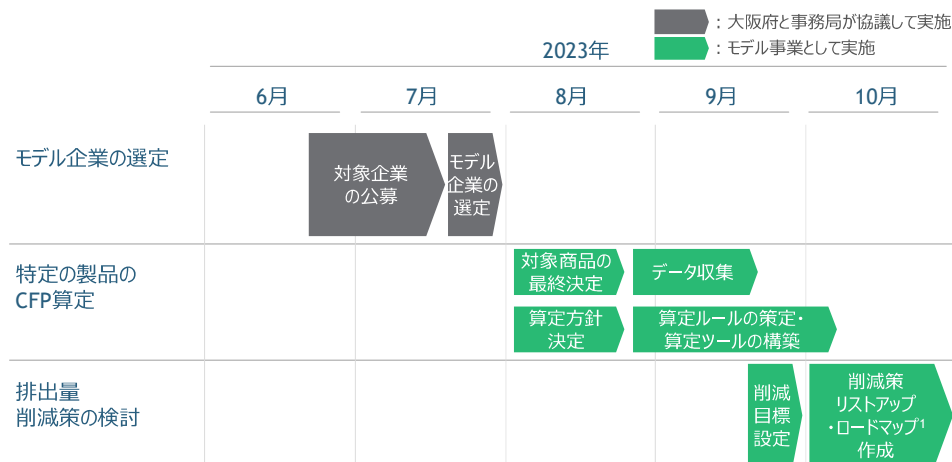 ：大阪府と事務局が協議して実施
：モデル事業として実施
2023年
6月
7月
8月
9月
10月
モデル企業の選定
対象企業
の公募
モデル
企業の
選定
特定の製品の
CFP算定
対象商品の
最終決定
データ収集
算定方針
決定
算定ルールの策定・
算定ツールの構築
排出量
削減策の検討
削減
目標
設定
削減策
リストアップ
・ロードマップ1
作成